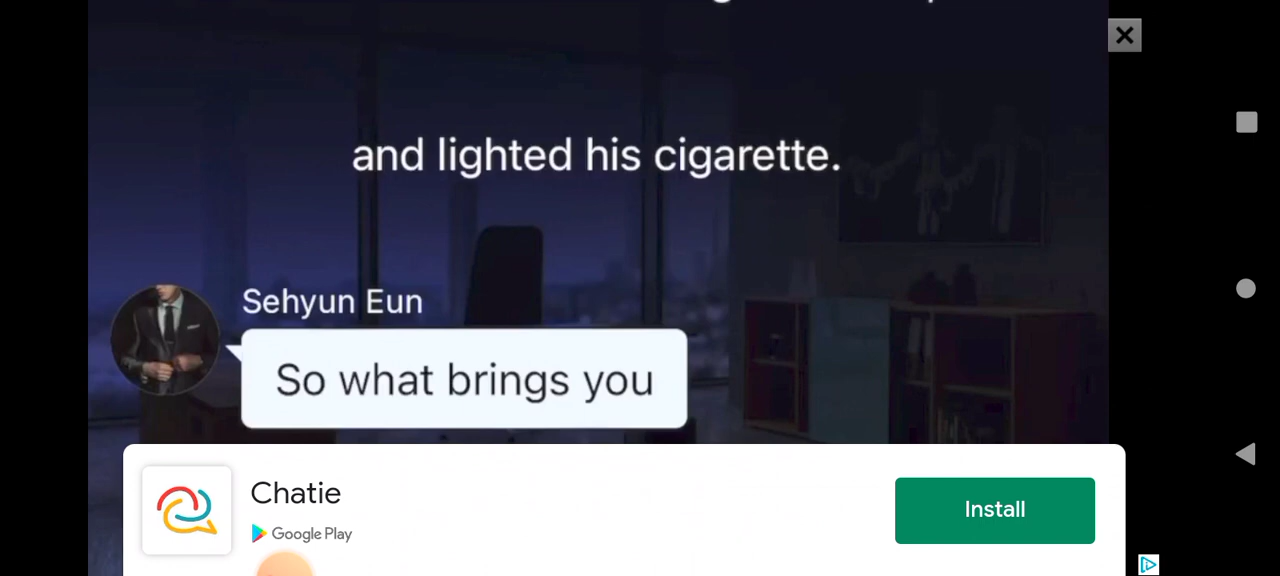 and lighted his cigarette.
Sehyun Eun
So what brings you
Chatie
Google Play
Install